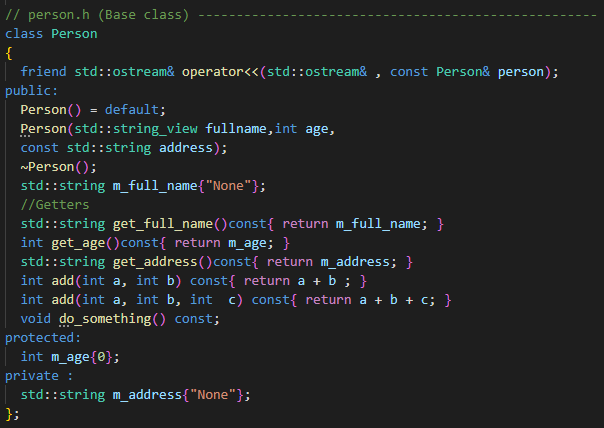 // person.h (Base class) --------------------------------------------------
class Person
{
  friend std::ostream& operator<<(std::ostream& , const Person& person);
public:
  Person() = default;
  Person(std::string_view fullname,int age,
  const std::string address);
  ~Person();
  std::string m_full_name{"None"};
  //Getters
  std::string get_full_name()const{ return m_full_name; }
  int get_age()const{ return m_age; }
  std::string get_address()const{ return m_address; }
  int add(int a, int b) const{ return a + b ; }
  int add(int a, int b, int  c) const{ return a + b + c; }
  void do_something() const;
protected:
  int m_age{0};
private :
  std::string m_address{"None"};
};